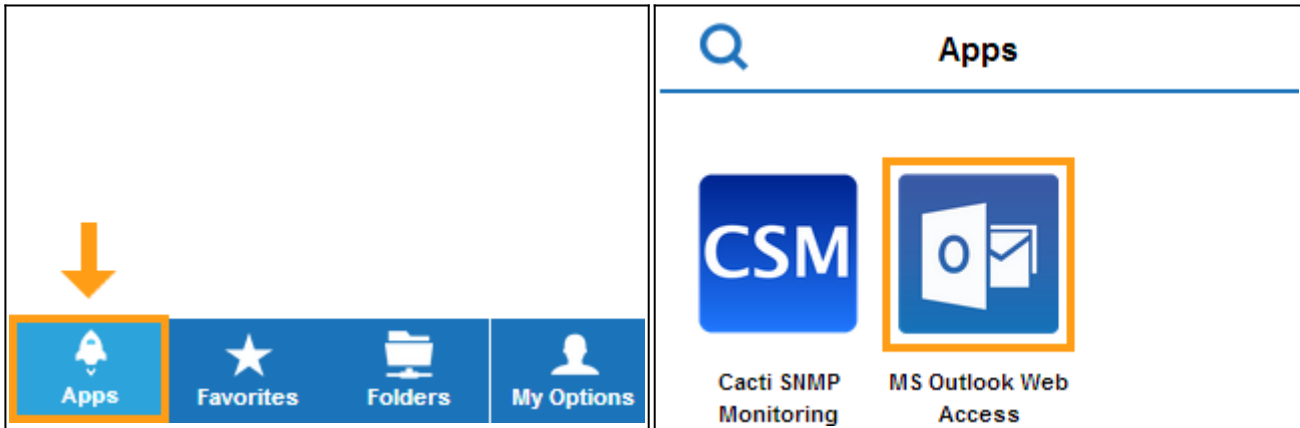 Apps Favorites Folders My Options
Apps
CSM
O
Cacti SNMP MS Outlook Web
Monitoring Access